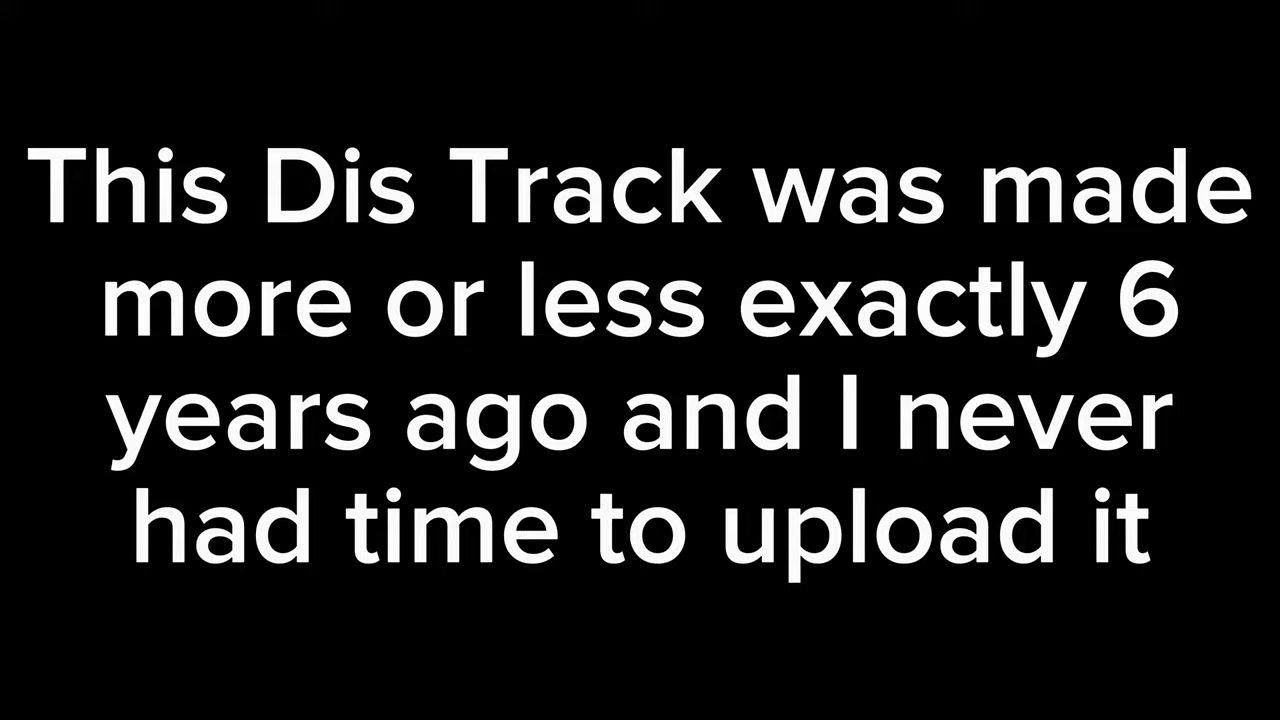 This Dis Track was made
more or less exactly 6
years ago and I never
had time to upload it